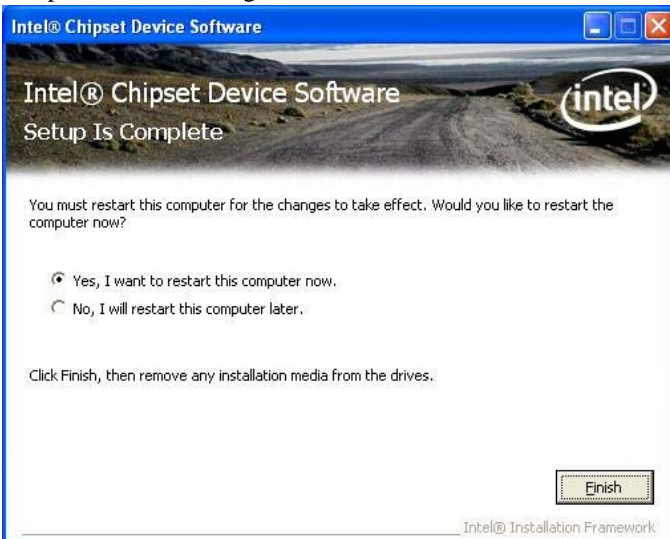 Intel® Chipset Device Software
Intel® Chipset Device Software
intel
Setup Is Complete
You must restart this computer for the changes to take effect. Would you like to restart the
computer now?
Yes, I want to restart this computer now.
No, I will restart this computer later.
Click Finish, then remove any installation media from the drives.
Finish
Intel® Installation Framework